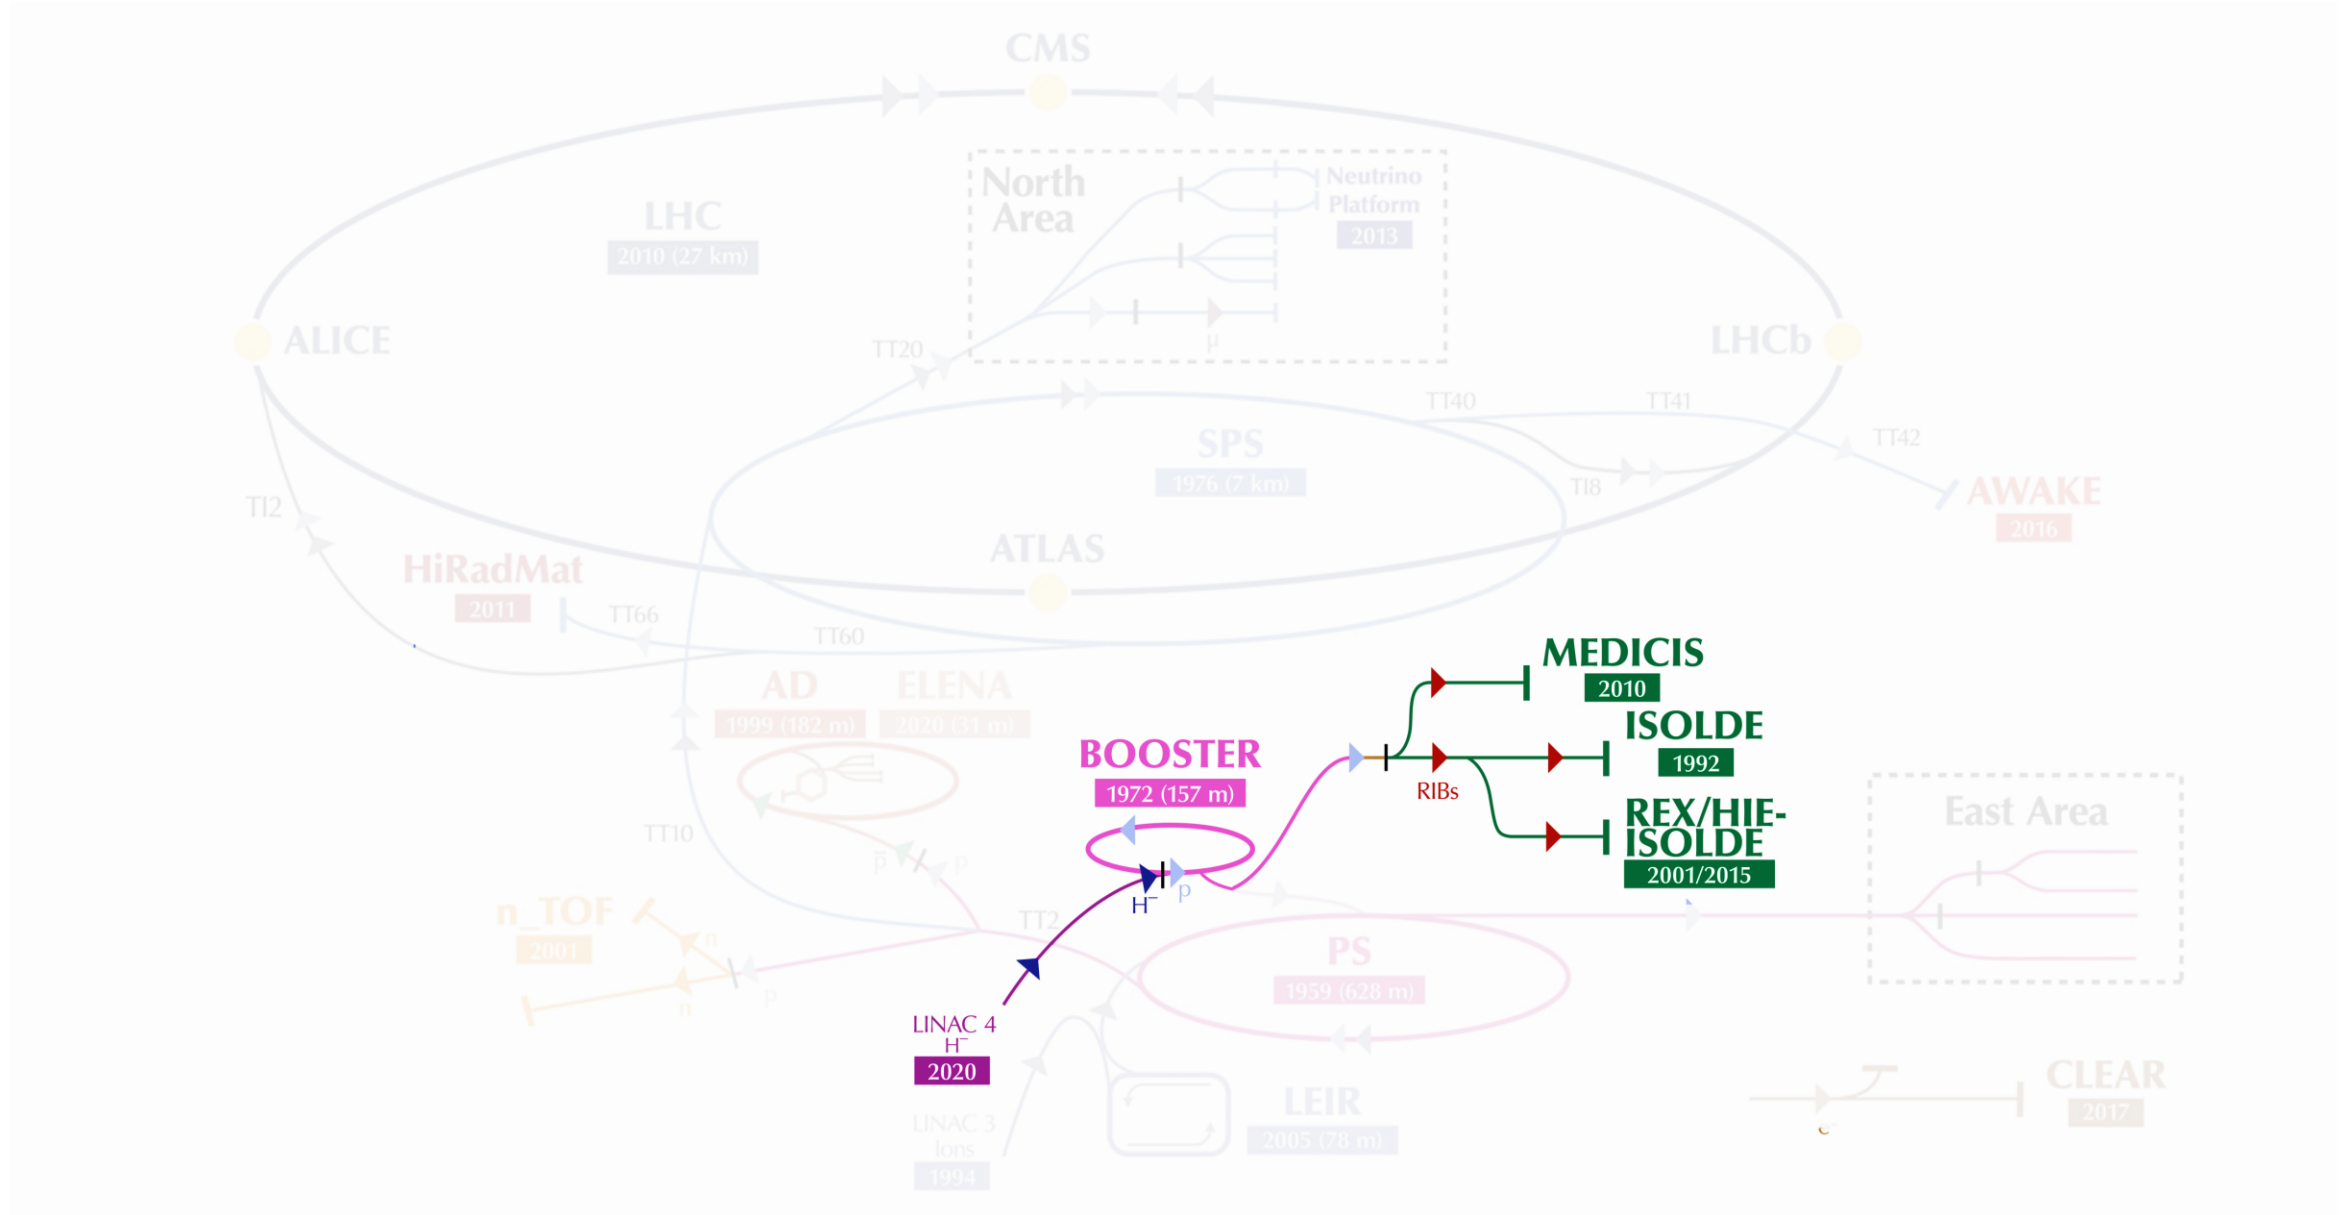 CMS
North
Area
Neutrino
Platform
2013
LHC
2010 (27 km)
μ
ALICE
LHCb
TT20
TT40
TT41
TT42
SPS
1976 (7 km)
TI8
AWAKE
2016
TI2
ATLAS
HiRadMat
2011
TT66
TT60
MEDICIS
2010
AD
1999 (182 m)
ELENA
2020 (31 m)
ISOLDE
1992
BOOSTER
1972 (157 m)
RIBs
REX/HIE-
ISOLDE
2001/2015
East Area
TT10
p̄
p
H⁻
p
n_TOF
2001
n
n
p
TT2
PS
1959 (628 m)
LINAC 4
H⁻
2020
LINAC 3
Ions
1994
LEIR
2005 (78 m)
CLEAR
2017